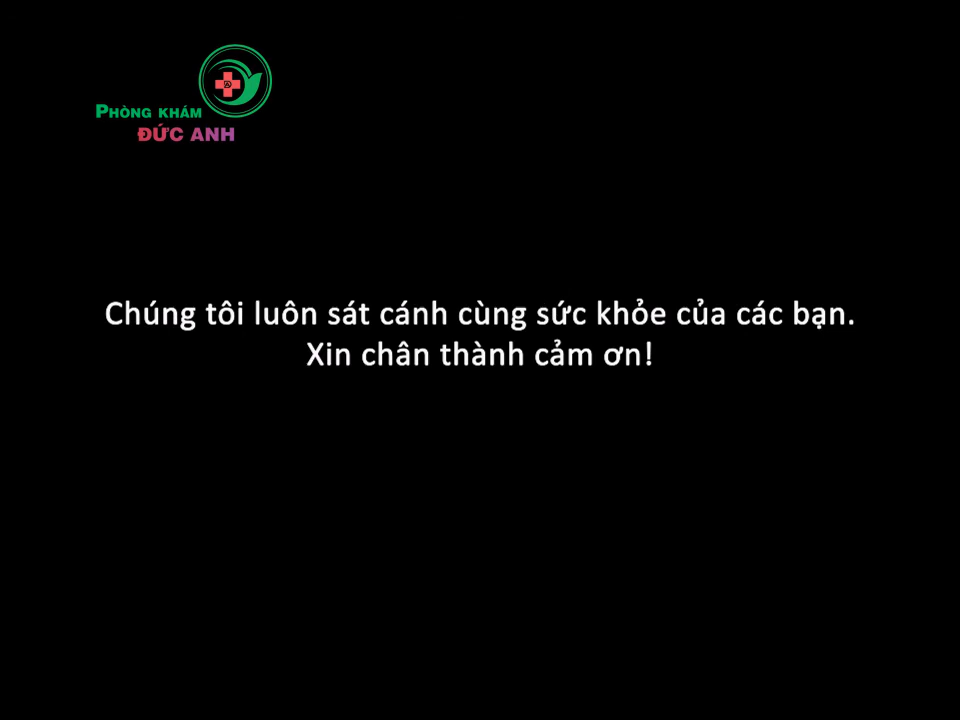 PHÒNG KHÁM
ĐỨC ANH
Chúng tôi luôn sát cánh cùng sức khỏe của các bạn.
Xin chân thành cảm ơn!